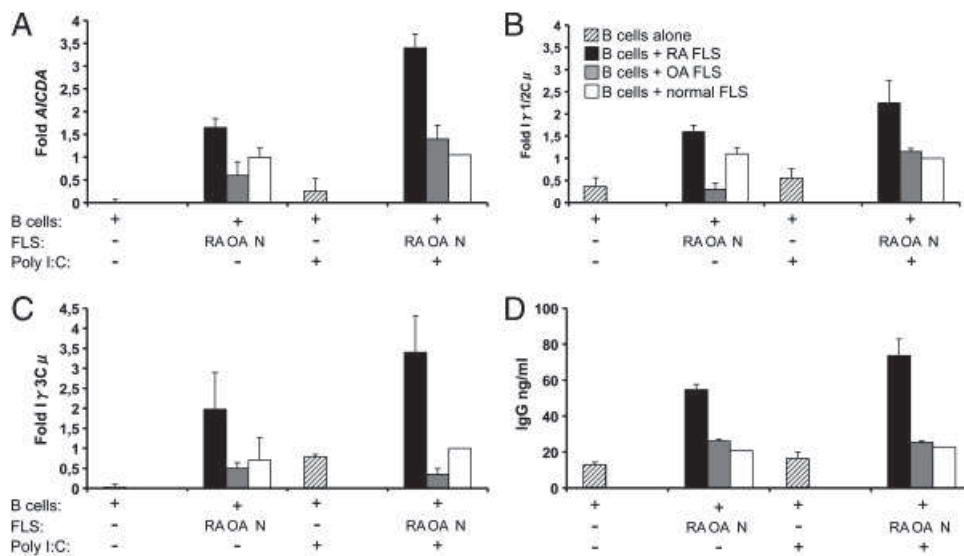 A
Fold AICDA
4
3,5
3
2,5
2
1,5
1
0,5
0
B cells: + + + +
FLS: - RA OA N - RA OA N
Poly I:C: - - + +
B
B cells alone
B cells + RA FLS
B cells + OA FLS
B cells + normal FLS
Fold I γ 1/2C μ
4
3,5
3
2,5
2
1,5
1
0,5
0
+ + + +
- RA OA N - RA OA N
- - + +
C
Fold I γ 3C μ
4,5
4
3,5
3
2,5
2
1,5
1
0,5
0
B cells: + + + +
FLS: - RA OA N - RA OA N
Poly I:C: - - + +
D
IgG ng/ml
100
80
60
40
20
0
+ + + +
- RA OA N - RA OA N
- - + +